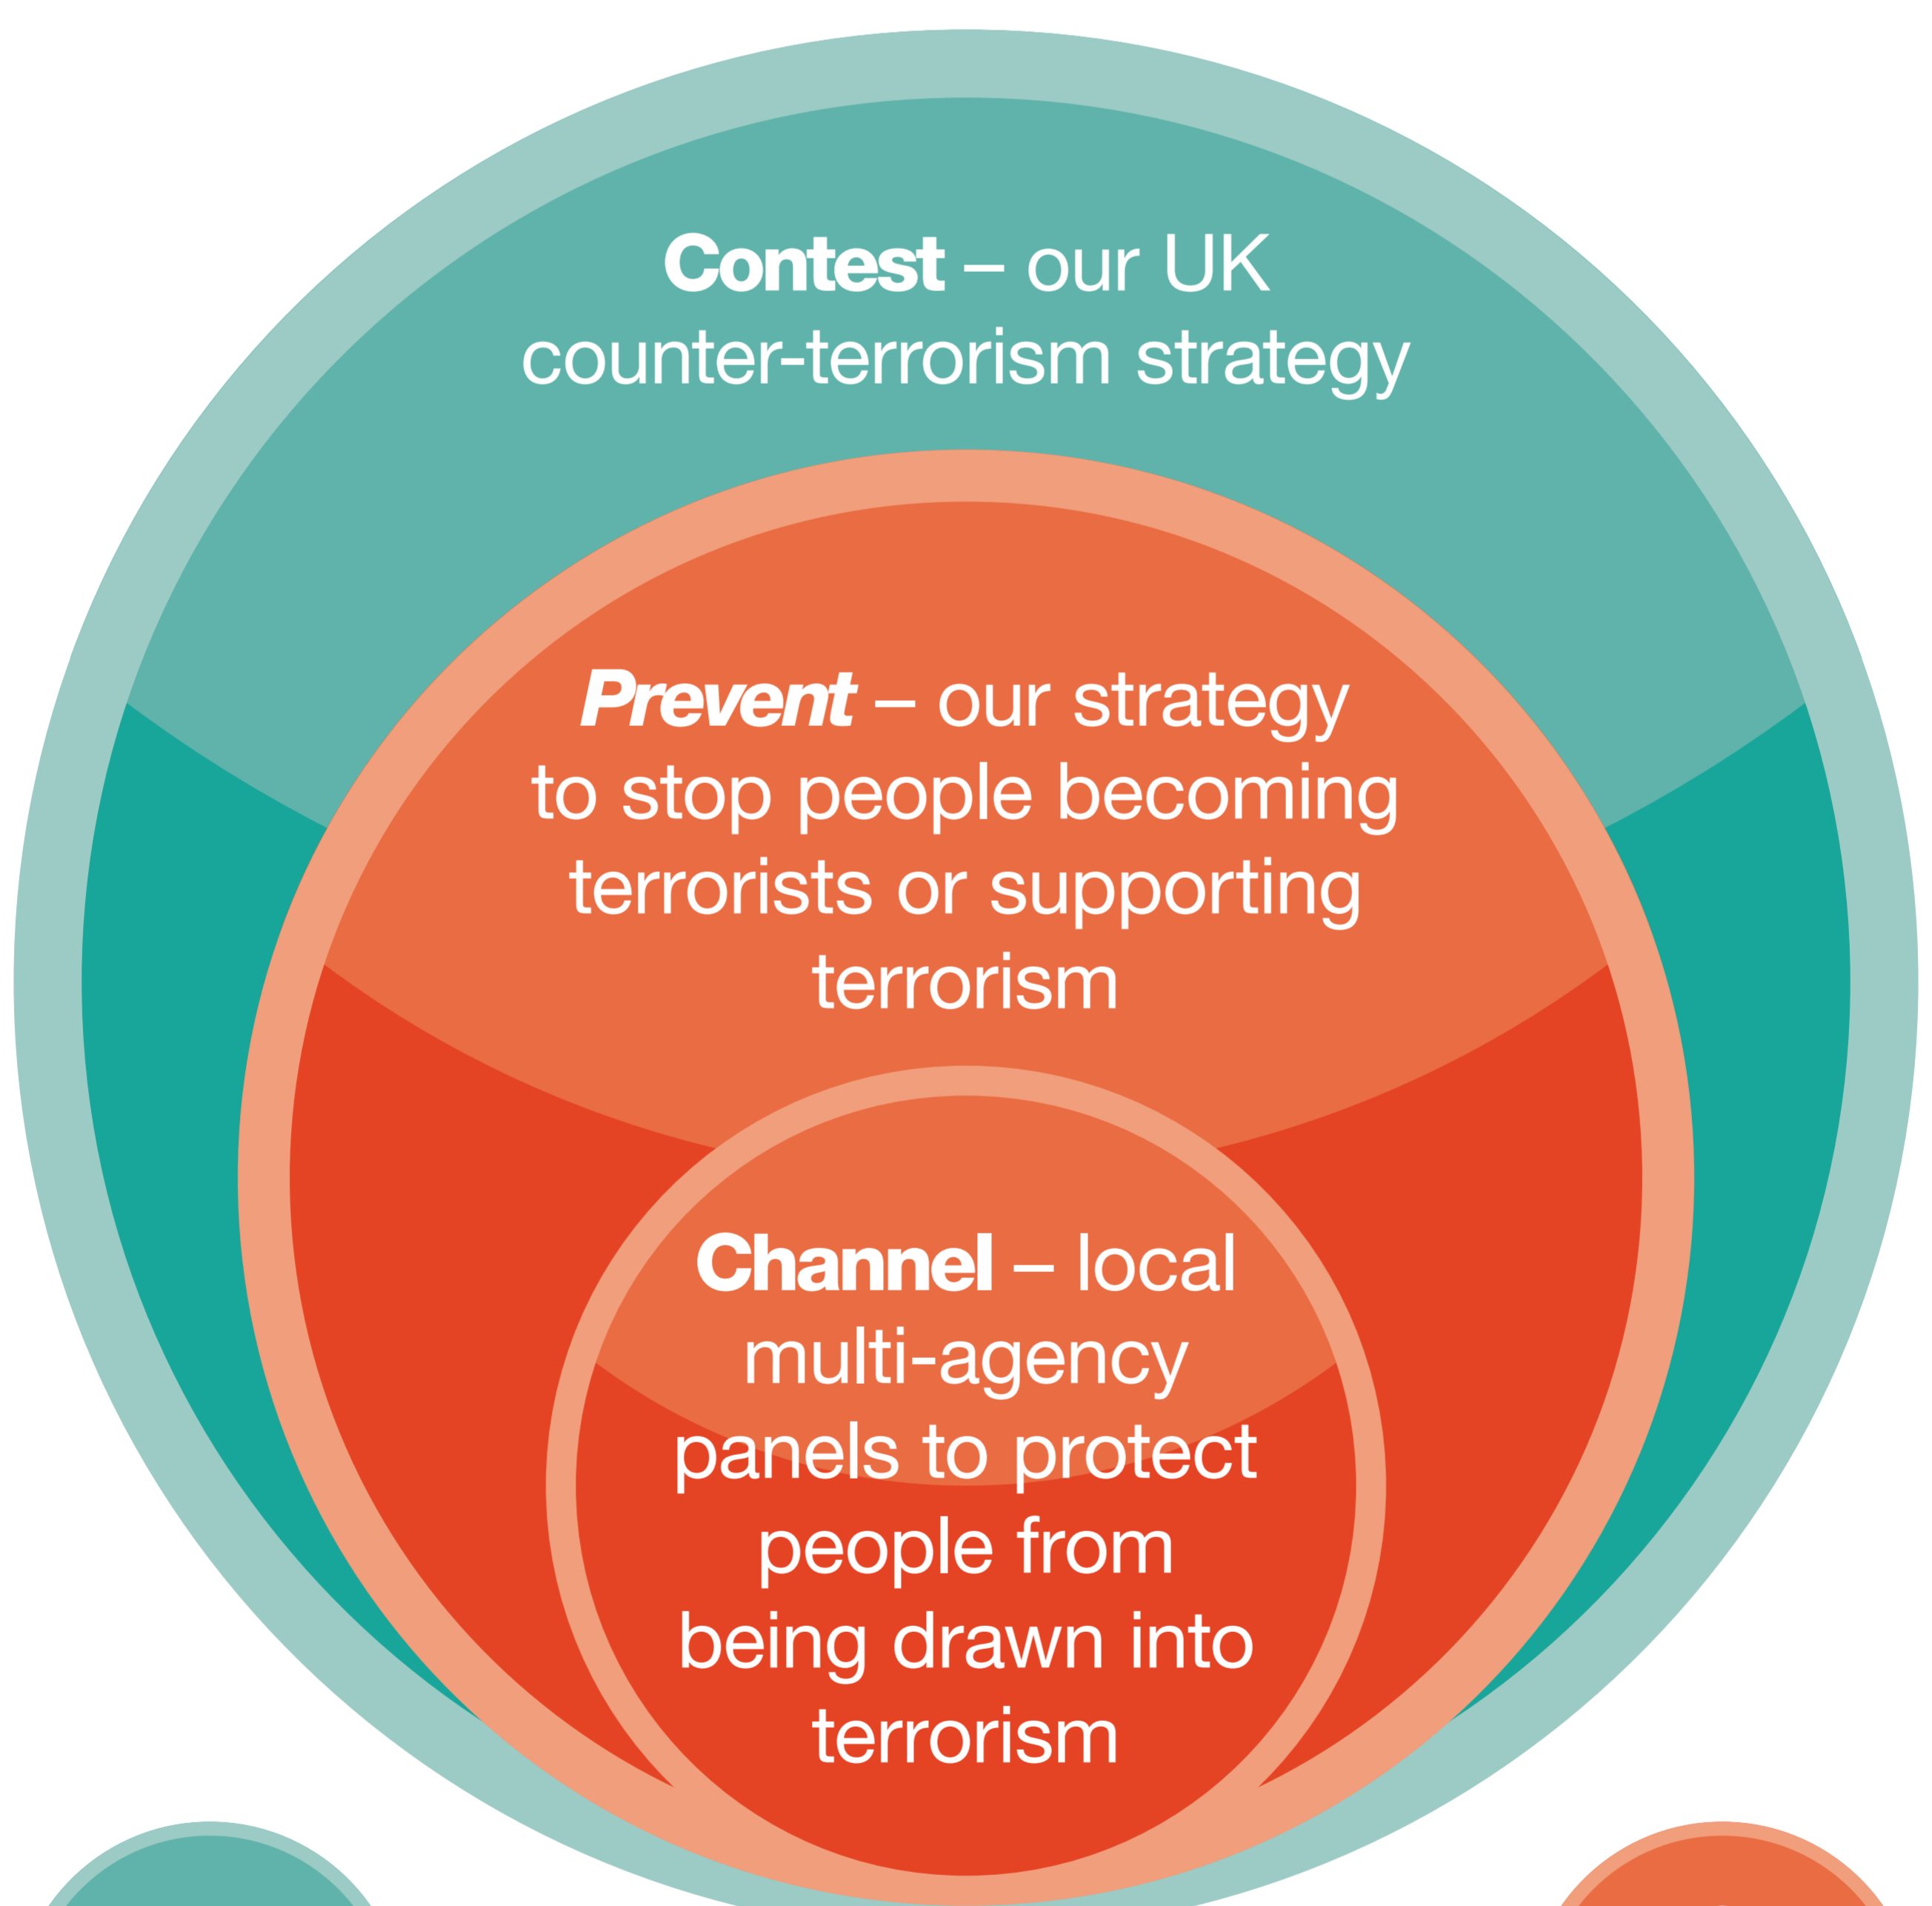 Contest – our UK
counter-terrorism strategy
Prevent – our strategy
to stop people becoming
terrorists or supporting
terrorism
Channel – local
multi-agency
panels to protect
people from
being drawn into
terrorism